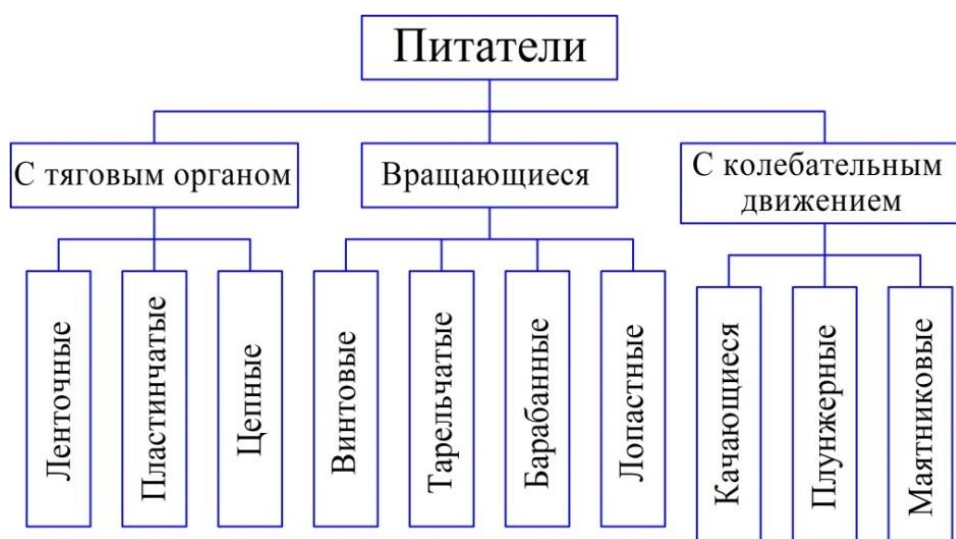 Питатели
С тяговым органом
Вращающиеся
С колебательным
движением
Ленточные
Пластинчатые
Цепные
Винтовые
Тарельчатые
Барабанные
Лопастные
Качающиеся
Плунжерные
Маятниковые